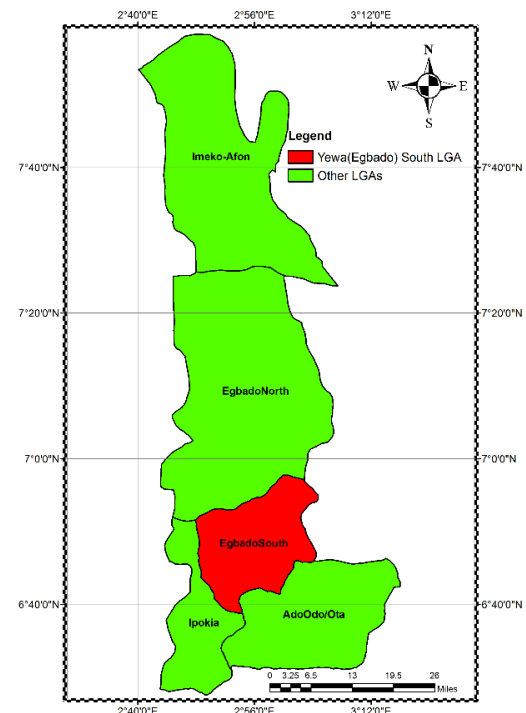 2°40'0"E 2°56'0"E 3°12'0"E
N
W E
S
Legend
Yewa(Egbado) South LGA
Other LGAs
Imeko-Afon
7°40'0"N 7°40'0"N
7°20'0"N 7°20'0"N
EgbadoNorth
7°0'0"N 7°0'0"N
EgbadoSouth
6°40'0"N 6°40'0"N
Ipokia AdoOdo/Ota
0 3.25 6.5 13 19.5 26
Miles
2°40'0"E 2°56'0"E 3°12'0"E